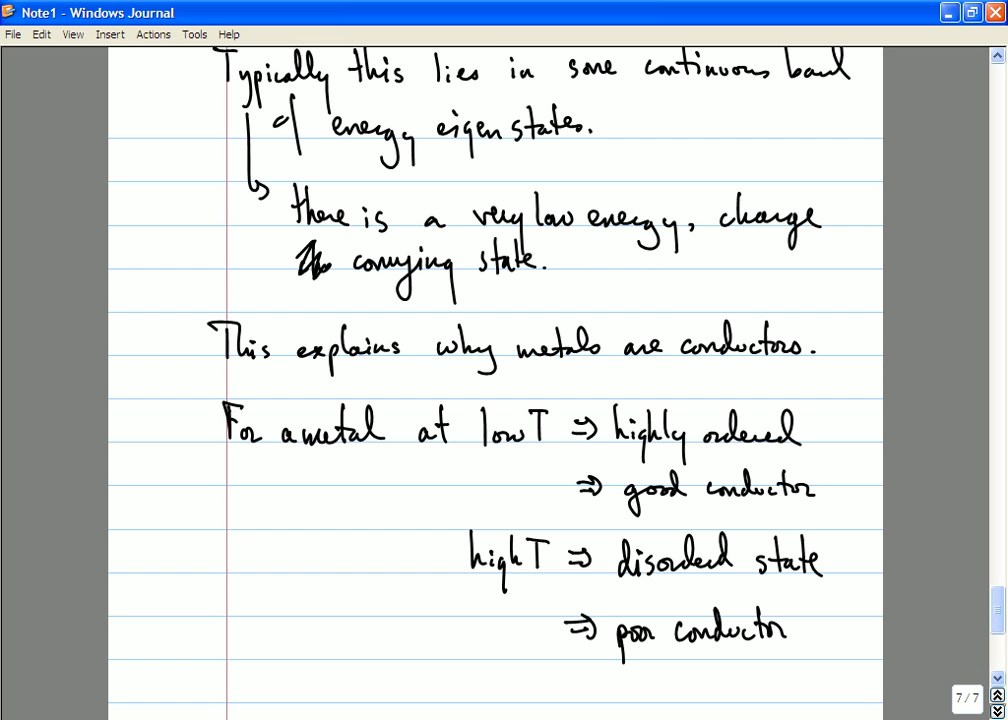 Note1 - Windows Journal
File Edit View Insert Actions Tools Help
Typically this lies in some continuous band
of energy eigenstates.
there is a very low energy, charge
carrying state.
This explains why metals are conductors.
For a metal at low T ⇒ highly ordered
⇒ good conductor
high T ⇒ disorded state
⇒ poor conductor
7 / 7